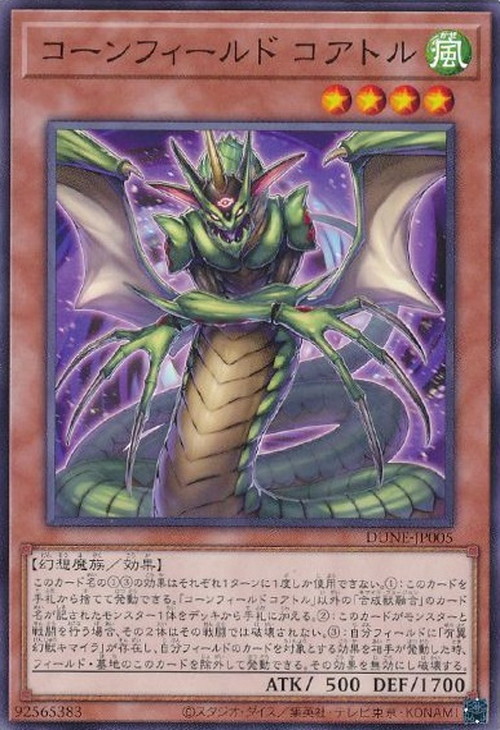 コーンフィールド コアトル
風
DUNE-JP005
【幻想魔族／効果】
このカード名の①③の効果はそれぞれ1ターンに1度しか使用できない。①：このカードを
手札から捨てて発動できる。「コーンフィールドコアトル」以外の「合成獣融合」のカード
名が記されたモンスター1体をデッキから手札に加える。②：このカードがモンスターと
戦闘を行う場合、その2体はその戦闘では破壊されない。③：自分フィールドに「有翼
幻獣キマイラ」が存在し、自分フィールドのカードを対象とする効果を相手が発動した時、
フィールド・墓地のこのカードを除外して発動できる。その効果を無効にし破壊する。
ATK/ 500 DEF/1700
92565383 ©スタジオ・ダイス／集英社・テレビ東京・KONAMI